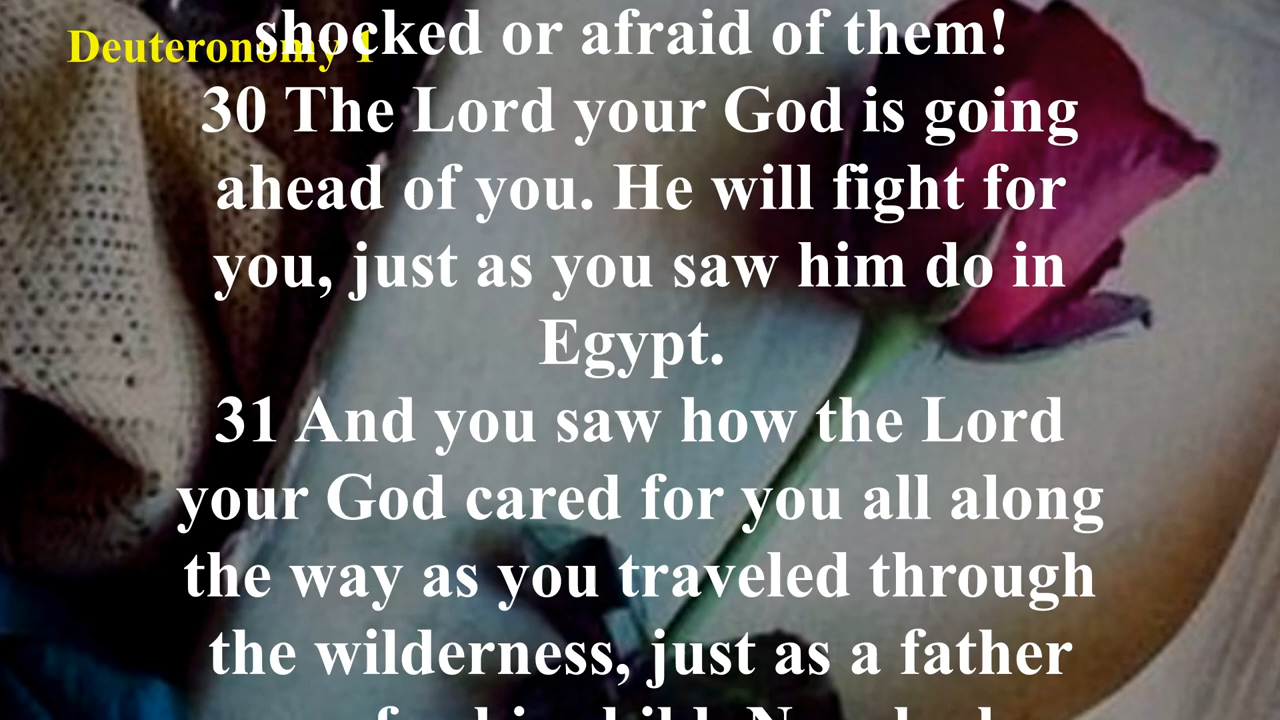 Deuteronomy 1
shocked or afraid of them!
30 The Lord your God is going
ahead of you. He will fight for
you, just as you saw him do in
Egypt.
31 And you saw how the Lord
your God cared for you all along
the way as you traveled through
the wilderness, just as a father